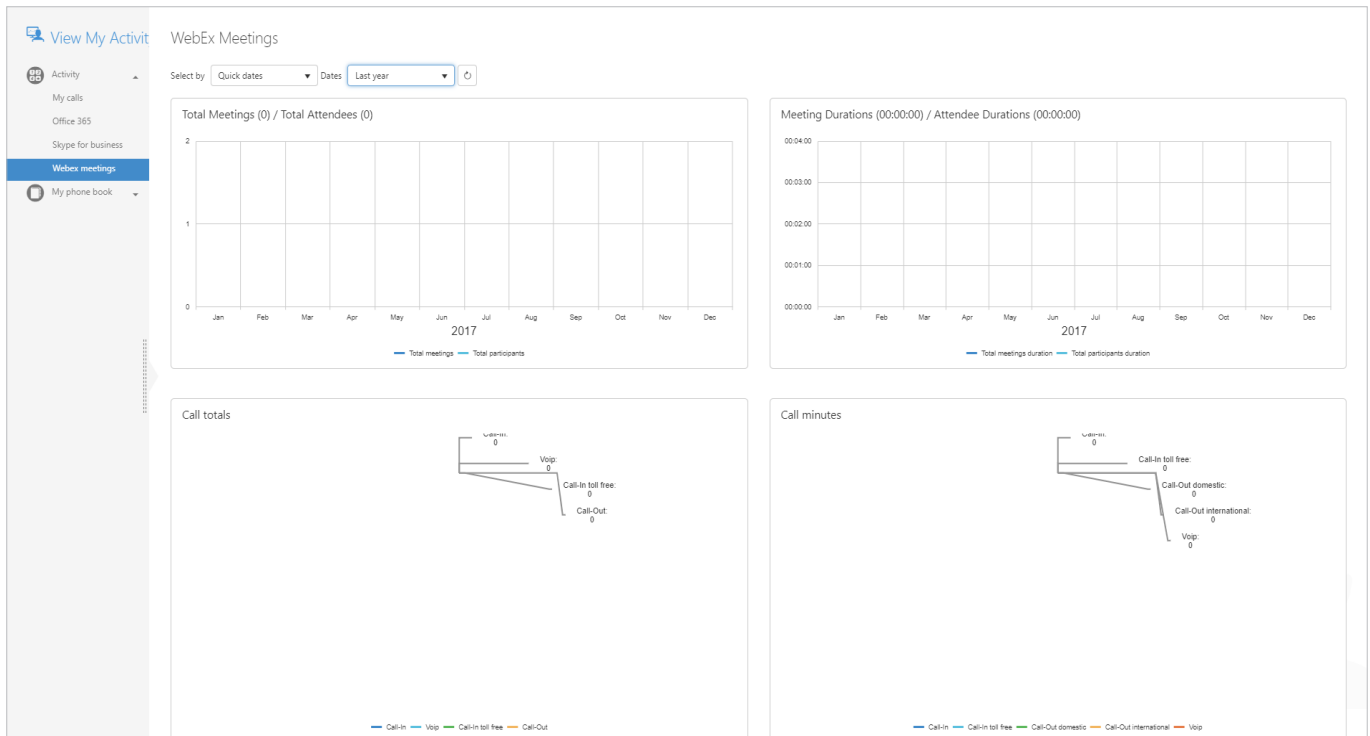 View My Activit
WebEx Meetings
Activity
My calls
Office 365
Skype for business
Webex meetings
My phone book
Select by Quick dates Dates Last year
Total Meetings (0) / Total Attendees (0)
2
1
0
Jan Feb Mar Apr May Jun Jul Aug Sep Oct Nov Dec
2017
Total meetings Total participants
Meeting Durations (00:00:00) / Attendee Durations (00:00:00)
00:04:00
00:03:00
00:02:00
00:01:00
00:00:00
Jan Feb Mar Apr May Jun Jul Aug Sep Oct Nov Dec
2017
Total meetings duration Total participants duration
Call totals
Call-In:
0
Voip:
0
Call-In toll free:
0
Call-Out:
0
Call-In Voip Call-In toll free Call-Out
Call minutes
Call-In:
0
Call-In toll free:
0
Call-Out domestic:
0
Call-Out international:
0
Voip:
0
Call-In Call-In toll free Call-Out domestic Call-Out international Voip